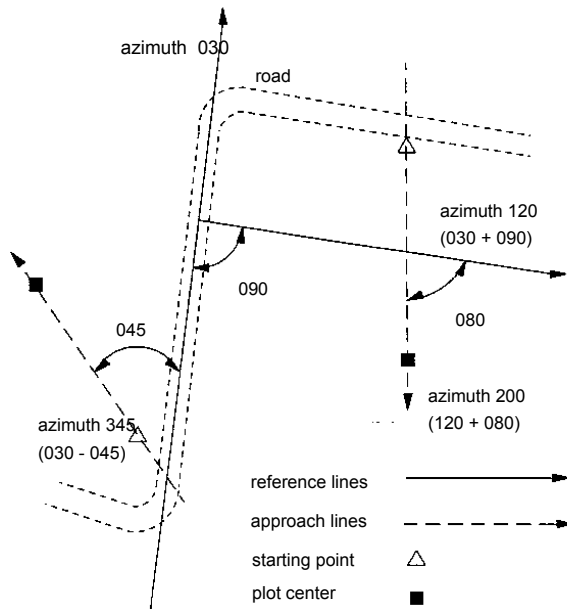 azimuth 030
road
azimuth 120
(030 + 090)
090
080
045
azimuth 345
(030 - 045)
azimuth 200
(120 + 080)
reference lines
approach lines
starting point
plot center